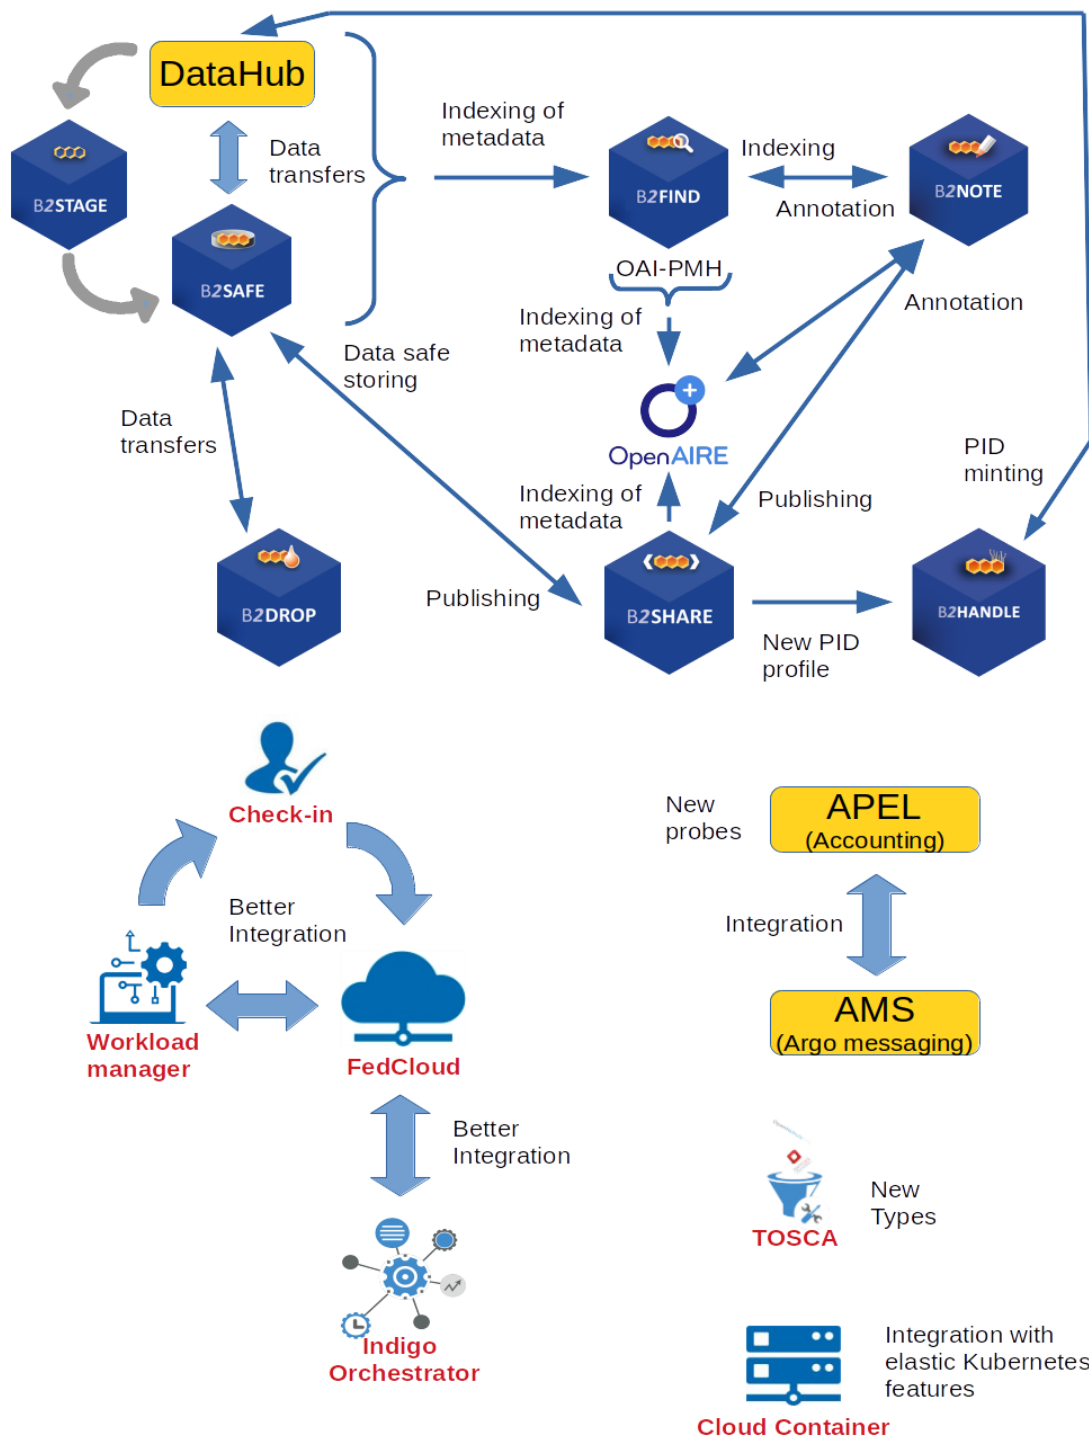 DataHub
Indexing of
metadata
Data
transfers
Indexing
Annotation
B2STAGE
B2FIND
B2NOTE
B2SAFE
OAI-PMH
Annotation
Indexing of
metadata
Data safe
storing
Data
transfers
OpenAIRE
PID
minting
Indexing of
metadata
Publishing
B2DROP
Publishing
B2SHARE
B2HANDLE
New PID
profile
Check-in
New
probes
APEL
(Accounting)
Better
Integration
Integration
Workload
manager
FedCloud
AMS
(Argo messaging)
Better
Integration
New
Types
TOSCA
Indigo
Orchestrator
Integration with
elastic Kubernetes
features
Cloud Container